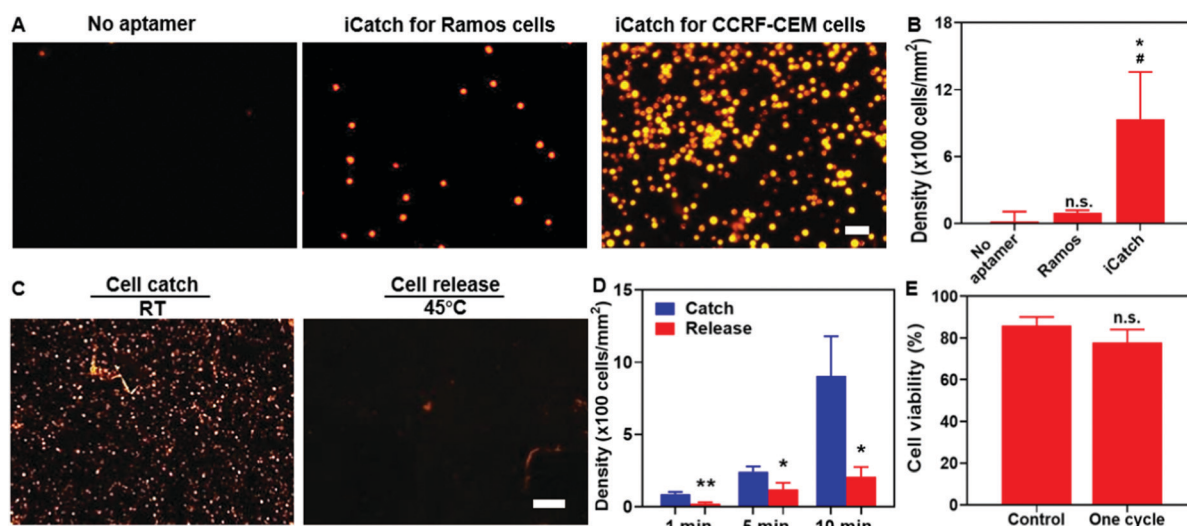 A
No aptamer
iCatch for Ramos cells
iCatch for CCRF-CEM cells
B
Density (x100 cells/mm²)
18
12
6
0
n.s.
*
#
No aptamer
Ramos
iCatch
C
Cell catch
RT
Cell release
45°C
D
Density (x100 cells/mm²)
15
10
5
0
Catch
Release
**
*
*
1 min
5 min
10 min
E
Cell viability (%)
100
80
60
40
20
0
n.s.
Control
One cycle